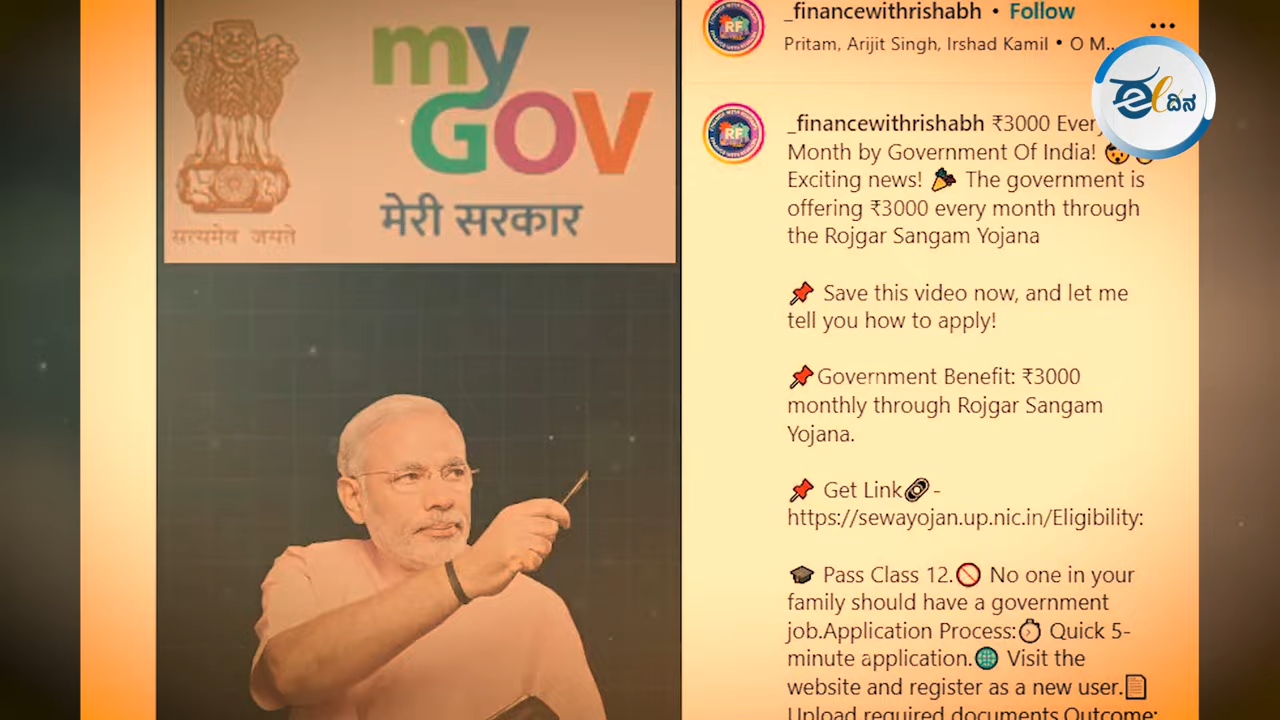 my
GOV
मेरी सरकार
सत्यमेव जयते
_financewithrishabh • Follow
Pritam, Arijit Singh, Irshad Kamil • O M...
RF
ಈ ದಿನ
RF
_financewithrishabh ₹3000 Every
Month by Government Of India! 🤯
Exciting news! 🎉 The government is
offering ₹3000 every month through
the Rojgar Sangam Yojana
📌 Save this video now, and let me
tell you how to apply!
📌Government Benefit: ₹3000
monthly through Rojgar Sangam
Yojana.
📌 Get Link🔗 -
https://sewayojan.up.nic.in/Eligibility:
🎓 Pass Class 12.🚫 No one in your
family should have a government
job.Application Process:⏱ Quick 5-
minute application.🌐 Visit the
website and register as a new user.📄
Upload required documents.Outcome: